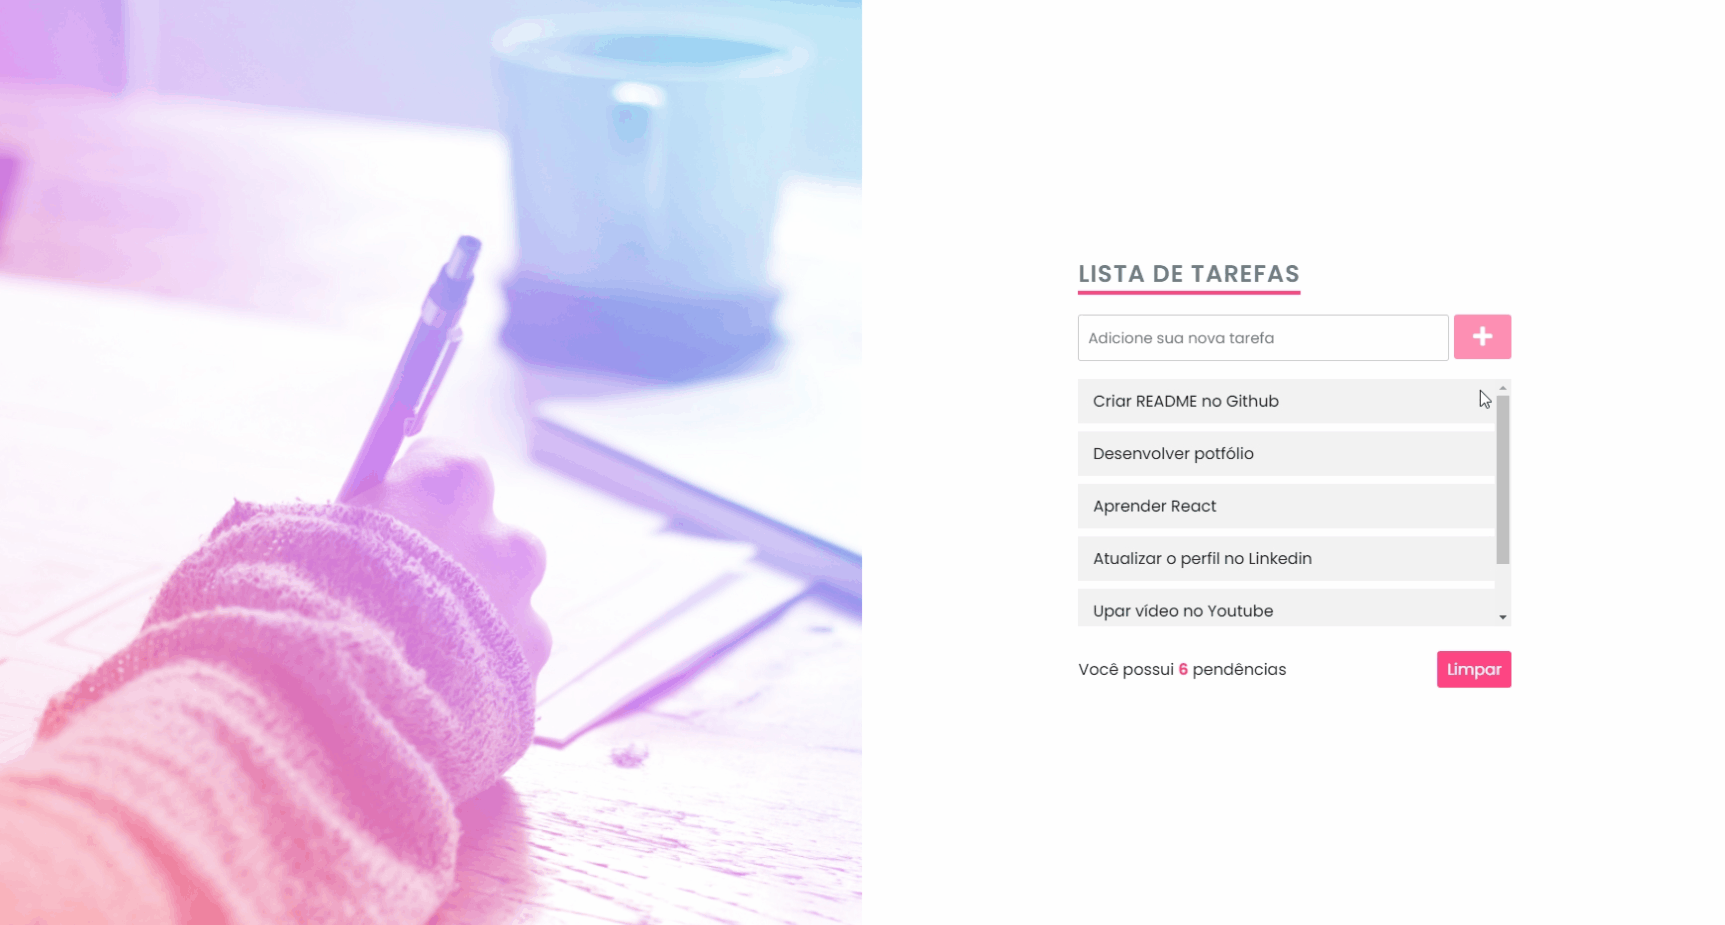 LISTA DE TAREFAS
Adicione sua nova tarefa
Criar README no Github
Desenvolver potfólio
Aprender React
Atualizar o perfil no Linkedin
Upar vídeo no Youtube
Você possui 6 pendências
Limpar